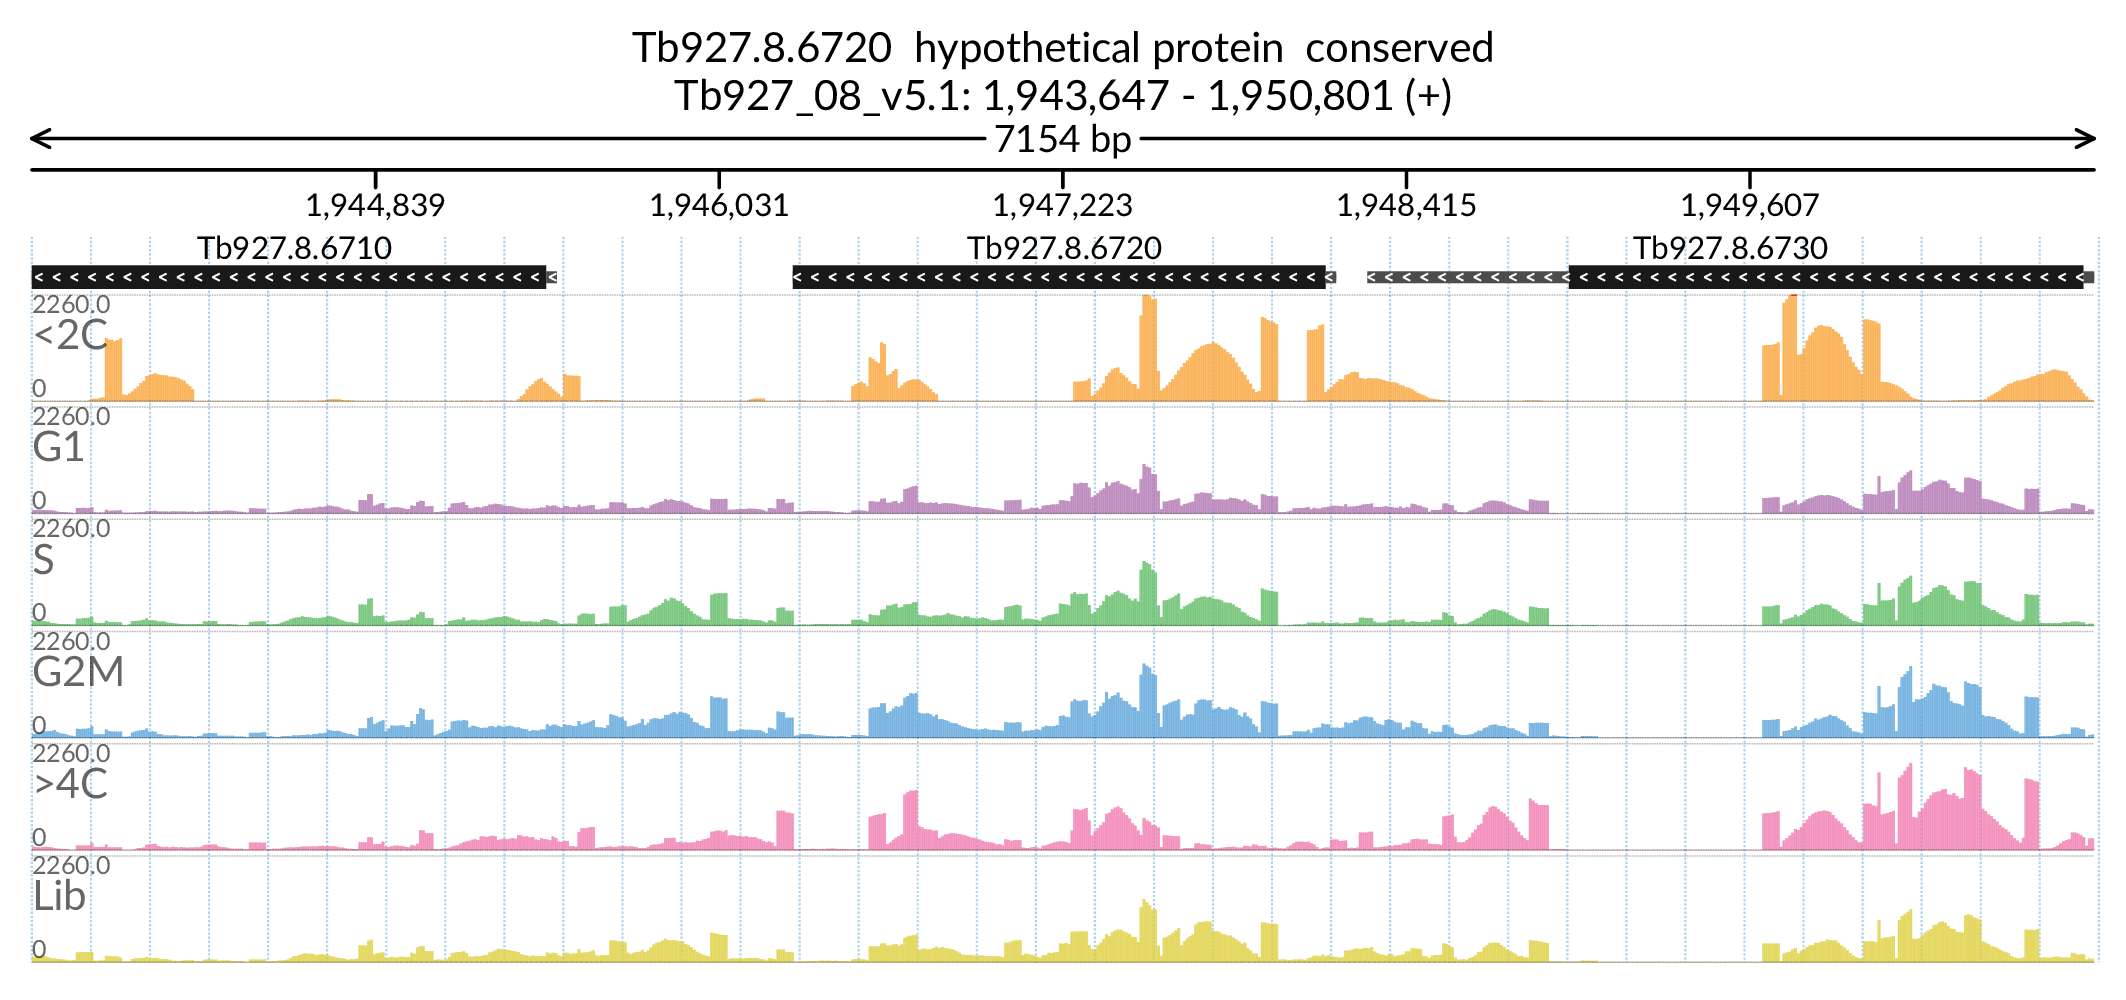 Tb927.8.6720 hypothetical protein conserved
Tb927_08_v5.1: 1,943,647 - 1,950,801 (+)
7154 bp
1,944,839 1,946,031 1,947,223 1,948,415 1,949,607
Tb927.8.6710 Tb927.8.6720 Tb927.8.6730
2260.0
<2C
0
2260.0
G1
0
2260.0
S
0
2260.0
G2M
0
2260.0
>4C
0
2260.0
Lib
0